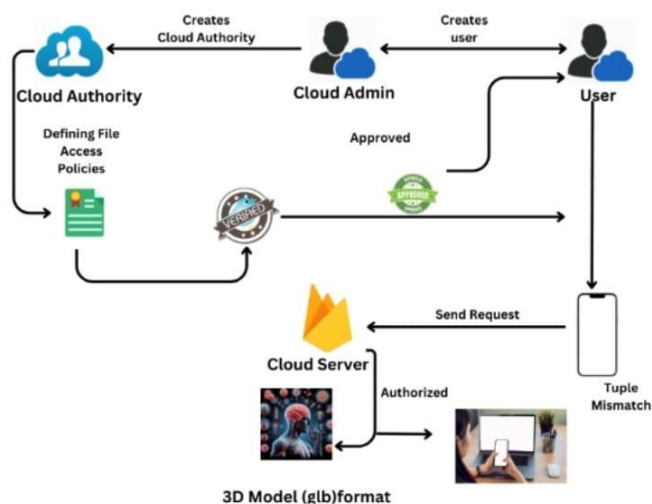 Creates
Cloud Authority
Creates
user
Cloud Authority
Cloud Admin
User
Defining File
Access
Policies
Approved
VERIFIED
APPROVED
Send Request
Cloud Server
Tuple
Mismatch
Authorized
3D Model (glb)format